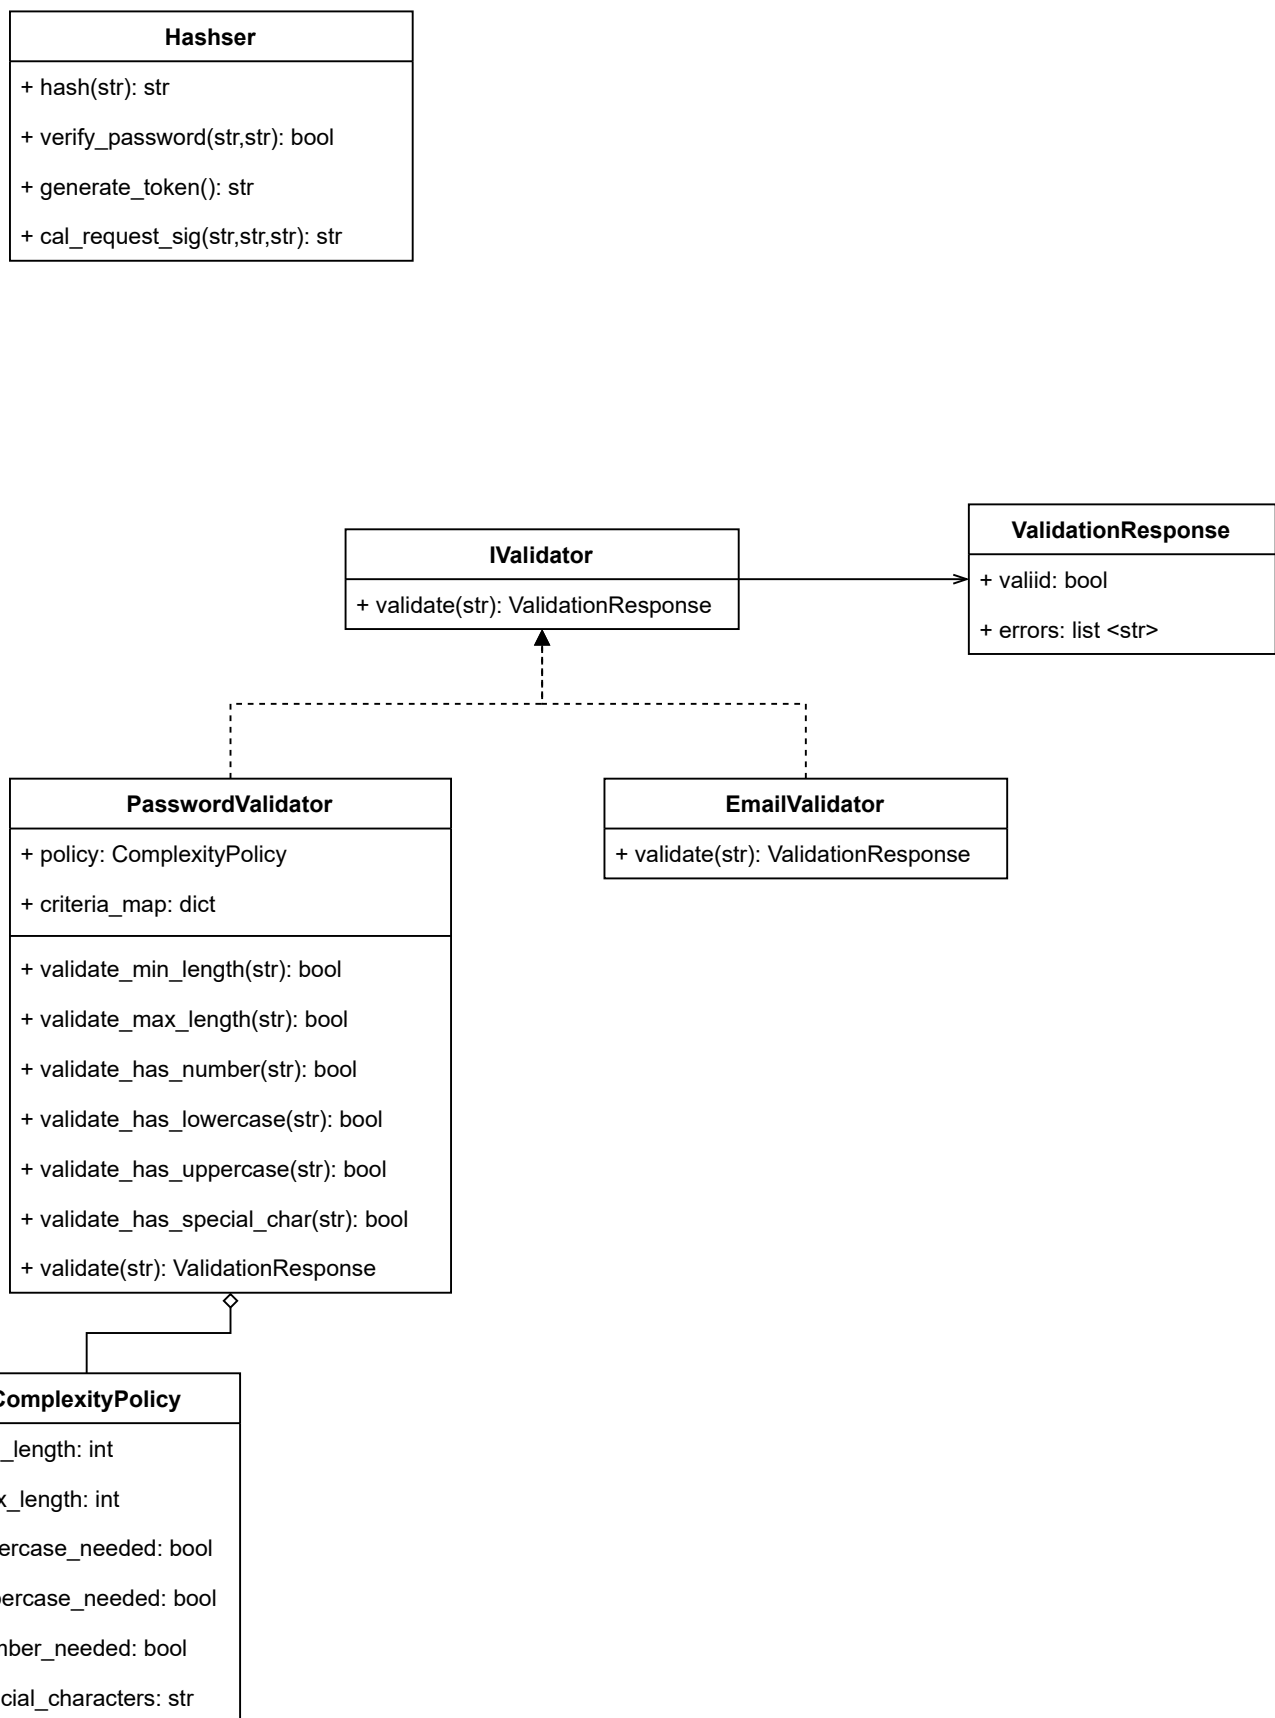 Hashser
+ hash(str): str
+ verify_password(str,str): bool
+ generate_token(): str
+ cal_request_sig(str,str,str): str
IValidator
+ validate(str): ValidationResponse
ValidationResponse
+ valiid: bool
+ errors: list <str>
PasswordValidator
+ policy: ComplexityPolicy
+ criteria_map: dict
+ validate_min_length(str): bool
+ validate_max_length(str): bool
+ validate_has_number(str): bool
+ validate_has_lowercase(str): bool
+ validate_has_uppercase(str): bool
+ validate_has_special_char(str): bool
+ validate(str): ValidationResponse
EmailValidator
+ validate(str): ValidationResponse
ComplexityPolicy
_length: int
x_length: int
ercase_needed: bool
ercase_needed: bool
ber_needed: bool
cial_characters: str